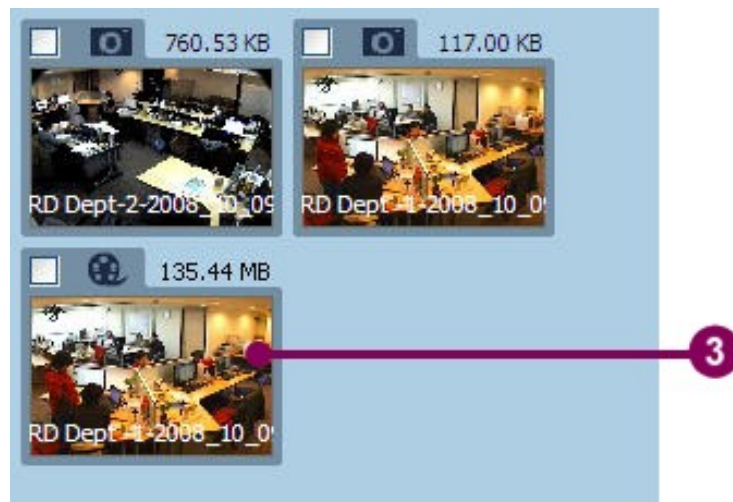 760.53 KB
117.00 KB
RD Dept-2-2008_10_09
RD Dept -1-2008_10_0
135.44 MB
RD Dept -1-2008_10_0
3